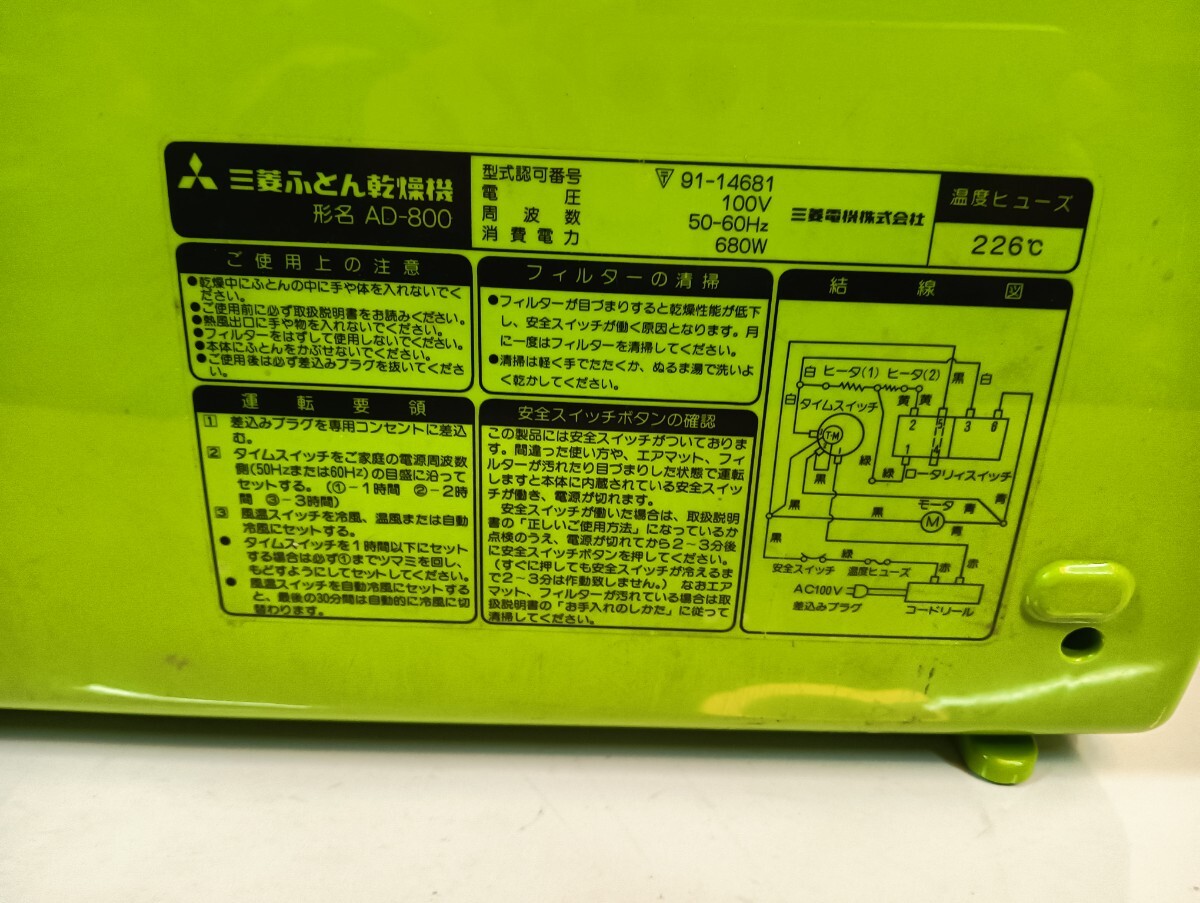 三菱ふとん乾燥機
形名 AD-800
型式認可番号 91-14681
電圧 100V
周波数 50-60Hz
消費電力 680W
三菱電機株式会社
温度ヒューズ
226℃
ご使用上の注意
●乾燥中にふとんの中に手や体を入れないでく
ださい。
●ご使用前に必ず取扱説明書をお読みください。
●熱風出口に手や物を入れないでください。
●フィルターをはずして使用しないでください。
●本体にふとんをかぶせないでください。
●ご使用後は必ず差込みプラグを抜いてくださ
い。
運転要領
1 差込みプラグを専用コンセントに差込
む。
2 タイムスイッチをご家庭の電源周波数
側(50Hzまたは60Hz)の目盛に沿って
セットする。(①-1時間 ②-2時
間 ③-3時間)
3 風温スイッチを冷風、温風または自動
冷風にセットする。
● タイムスイッチを1時間以下にセット
する場合は必ず①までツマミを回し、
もどすようにしてセットしてください。
● 風温スイッチを自動冷風にセットする
と、最後の30分間は自動的に冷風に切
替わります。
フィルターの清掃
●フィルターが目づまりすると乾燥性能が低下
し、安全スイッチが働く原因となります。月
に一度はフィルターを清掃してください。
●清掃は軽く手でたたくか、ぬるま湯で洗いよ
く乾かしてください。
安全スイッチボタンの確認
この製品には安全スイッチがついておりま
す。間違った使い方や、エアマット、フィ
ルターが汚れたり目づまりした状態で運転
しますと本体に内蔵されている安全スイッ
チが働き、電源が切れます。
安全スイッチが働いた場合は、取扱説明
書の「正しいご使用方法」になっているか
点検のうえ、電源が切れてから2~3分後
に安全スイッチボタンを押してください。
(すぐに押しても安全スイッチが冷えるま
で2~3分は作動致しません。)なおエア
マット、フィルターが汚れている場合は取
扱説明書の「お手入れのしかた」に従って
清掃してください。
結線図
白 ヒータ(1) ヒータ(2) 黒 白
白 黄 黄
タイムスイッチ
2 5 3 6
T・M
1 4
緑 緑
ロータリィスイッチ
黒
黒 モータ 青
黒 M 青
黒 緑 赤 赤
安全スイッチ 温度ヒューズ
AC100V
差込みプラグ コードリール